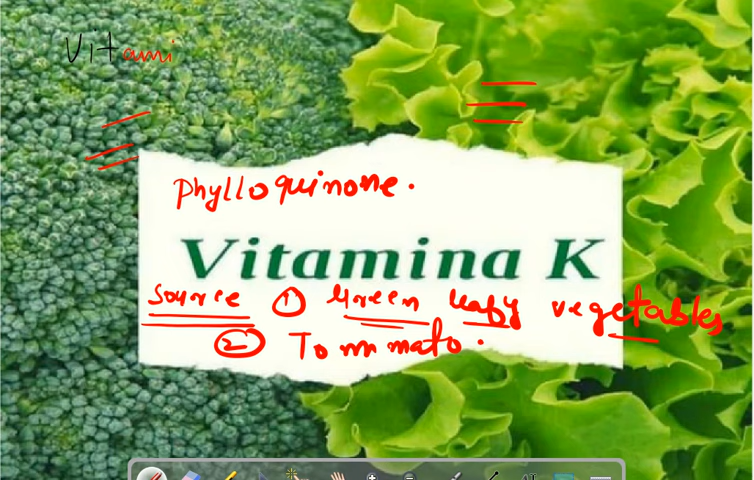 Vitami
Phylloquinone.
Vitamina K
Source ① Green leafy vegetables
② Tommato.